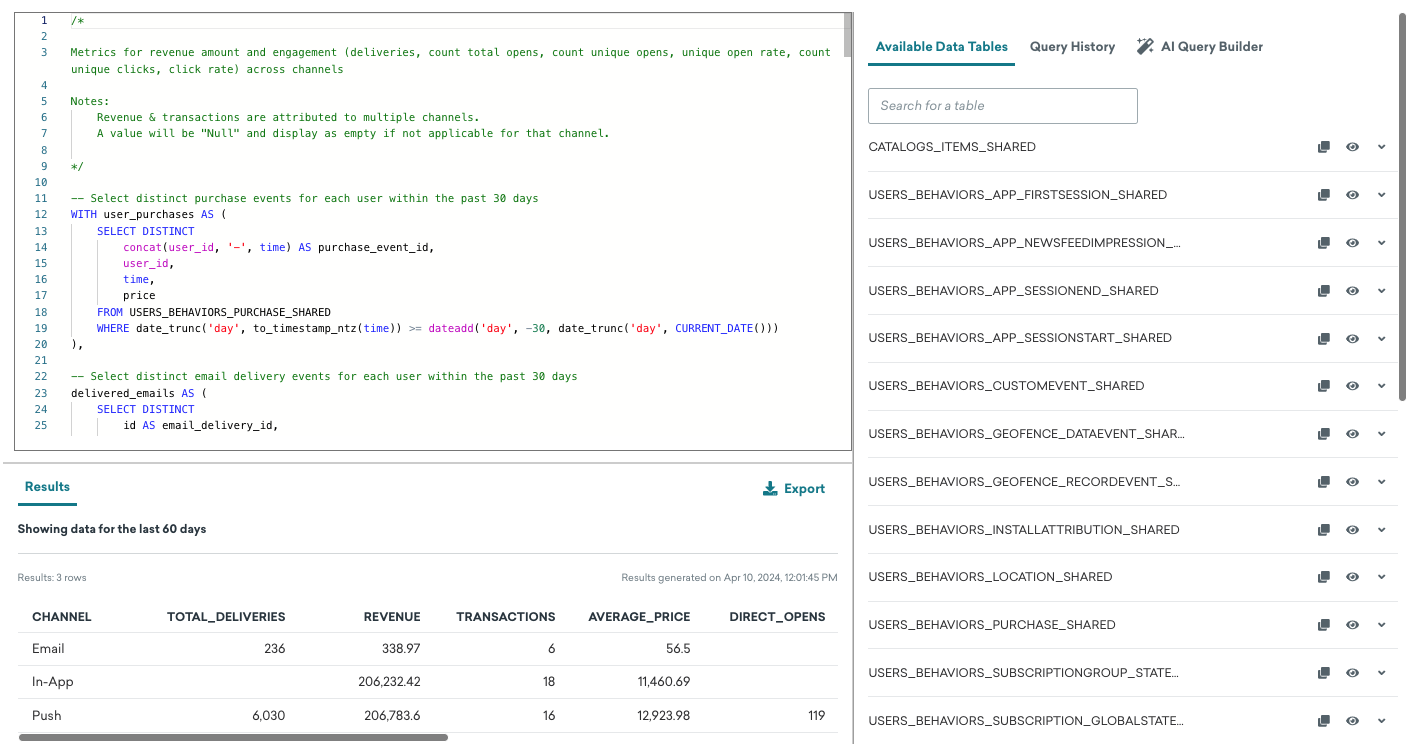 1 /*
2
3 Metrics for revenue amount and engagement (deliveries, count total opens, count unique opens, unique open rate, count
unique clicks, click rate) across channels
4
5 Notes:
6 Revenue & transactions are attributed to multiple channels.
7 A value will be "Null" and display as empty if not applicable for that channel.
8
9 */
10
11 -- Select distinct purchase events for each user within the past 30 days
12 WITH user_purchases AS (
13 SELECT DISTINCT
14 concat(user_id, '-', time) AS purchase_event_id,
15 user_id,
16 time,
17 price
18 FROM USERS_BEHAVIORS_PURCHASE_SHARED
19 WHERE date_trunc('day', to_timestamp_ntz(time)) >= dateadd('day', -30, date_trunc('day', CURRENT_DATE()))
20 ),
21
22 -- Select distinct email delivery events for each user within the past 30 days
23 delivered_emails AS (
24 SELECT DISTINCT
25 id AS email_delivery_id,
Results
Export
Showing data for the last 60 days
Results: 3 rows
Results generated on Apr 10, 2024, 12:01:45 PM
CHANNEL TOTAL_DELIVERIES REVENUE TRANSACTIONS AVERAGE_PRICE DIRECT_OPENS
Email 236 338.97 6 56.5
In-App 206,232.42 18 11,460.69
Push 6,030 206,783.6 16 12,923.98 119
Available Data Tables Query History AI Query Builder
Search for a table
CATALOGS_ITEMS_SHARED
USERS_BEHAVIORS_APP_FIRSTSESSION_SHARED
USERS_BEHAVIORS_APP_NEWSFEEDIMPRESSION_...
USERS_BEHAVIORS_APP_SESSIONEND_SHARED
USERS_BEHAVIORS_APP_SESSIONSTART_SHARED
USERS_BEHAVIORS_CUSTOMEVENT_SHARED
USERS_BEHAVIORS_GEOFENCE_DATAEVENT_SHAR...
USERS_BEHAVIORS_GEOFENCE_RECORDEVENT_S...
USERS_BEHAVIORS_INSTALLATTRIBUTION_SHARED
USERS_BEHAVIORS_LOCATION_SHARED
USERS_BEHAVIORS_PURCHASE_SHARED
USERS_BEHAVIORS_SUBSCRIPTIONGROUP_STATE...
USERS_BEHAVIORS_SUBSCRIPTION_GLOBALSTATE...